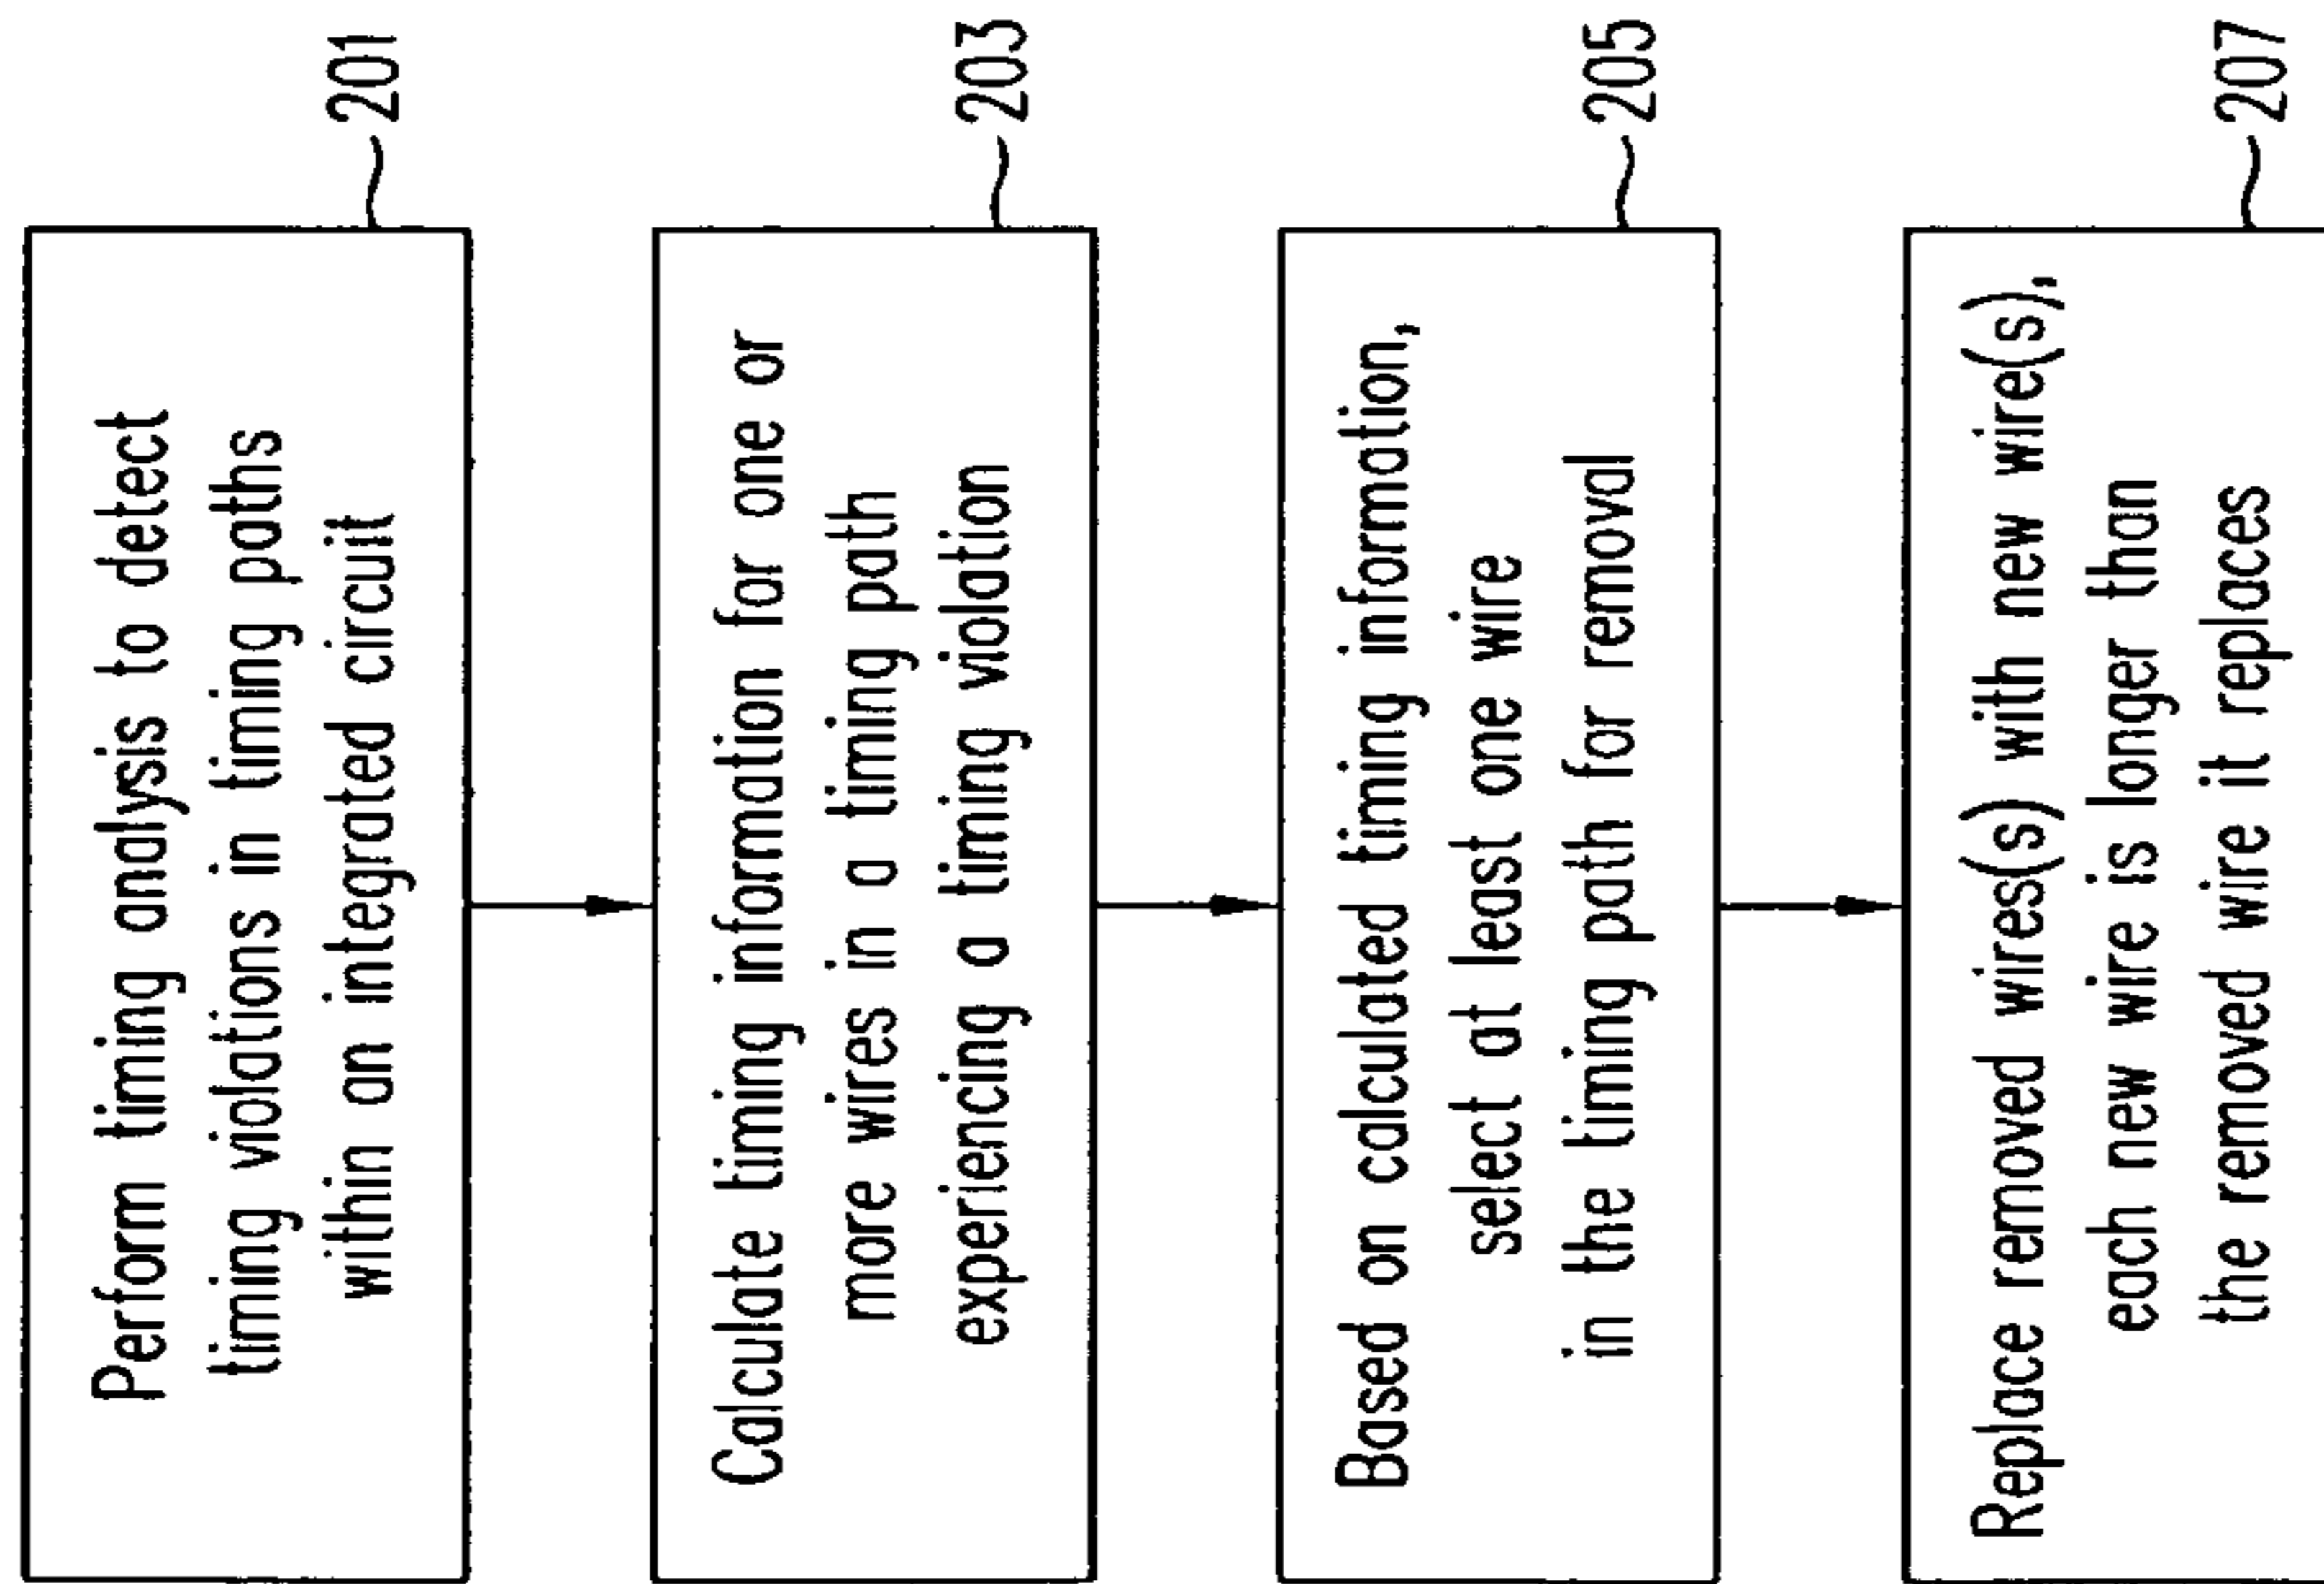 Perform timing analysis to detect
timing violations in timing paths
within an integrated circuit
201
Calculate timing information for one or
more wires in a timing path
experiencing a timing violation
203
Based on calculated timing information,
select at least one wire
in the timing path for removal
205
Replace removed wires(s) with new wire(s),
each new wire is longer than
the removed wire it replaces
207